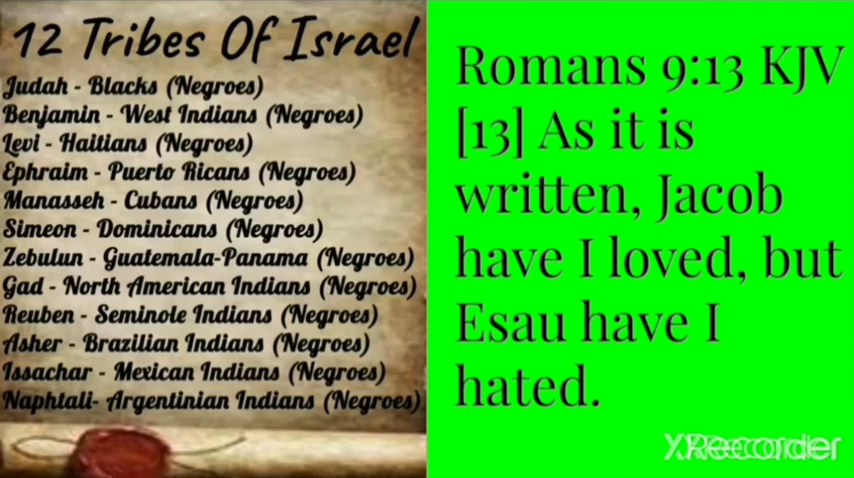 12 Tribes Of Israel
Judah - Blacks (Negroes)
Benjamin - West Indians (Negroes)
Levi - Haitians (Negroes)
Ephraim - Puerto Ricans (Negroes)
Manasseh - Cubans (Negroes)
Simeon - Dominicans (Negroes)
Zebulun - Guatemala-Panama (Negroes)
Gad - North American Indians (Negroes)
Reuben - Seminole Indians (Negroes)
Asher - Brazilian Indians (Negroes)
Issachar - Mexican Indians (Negroes)
Naphtali- Argentinian Indians (Negroes)
Romans 9:13 KJV
[13] As it is
written, Jacob
have I loved, but
Esau have I
hated.
XRecorder